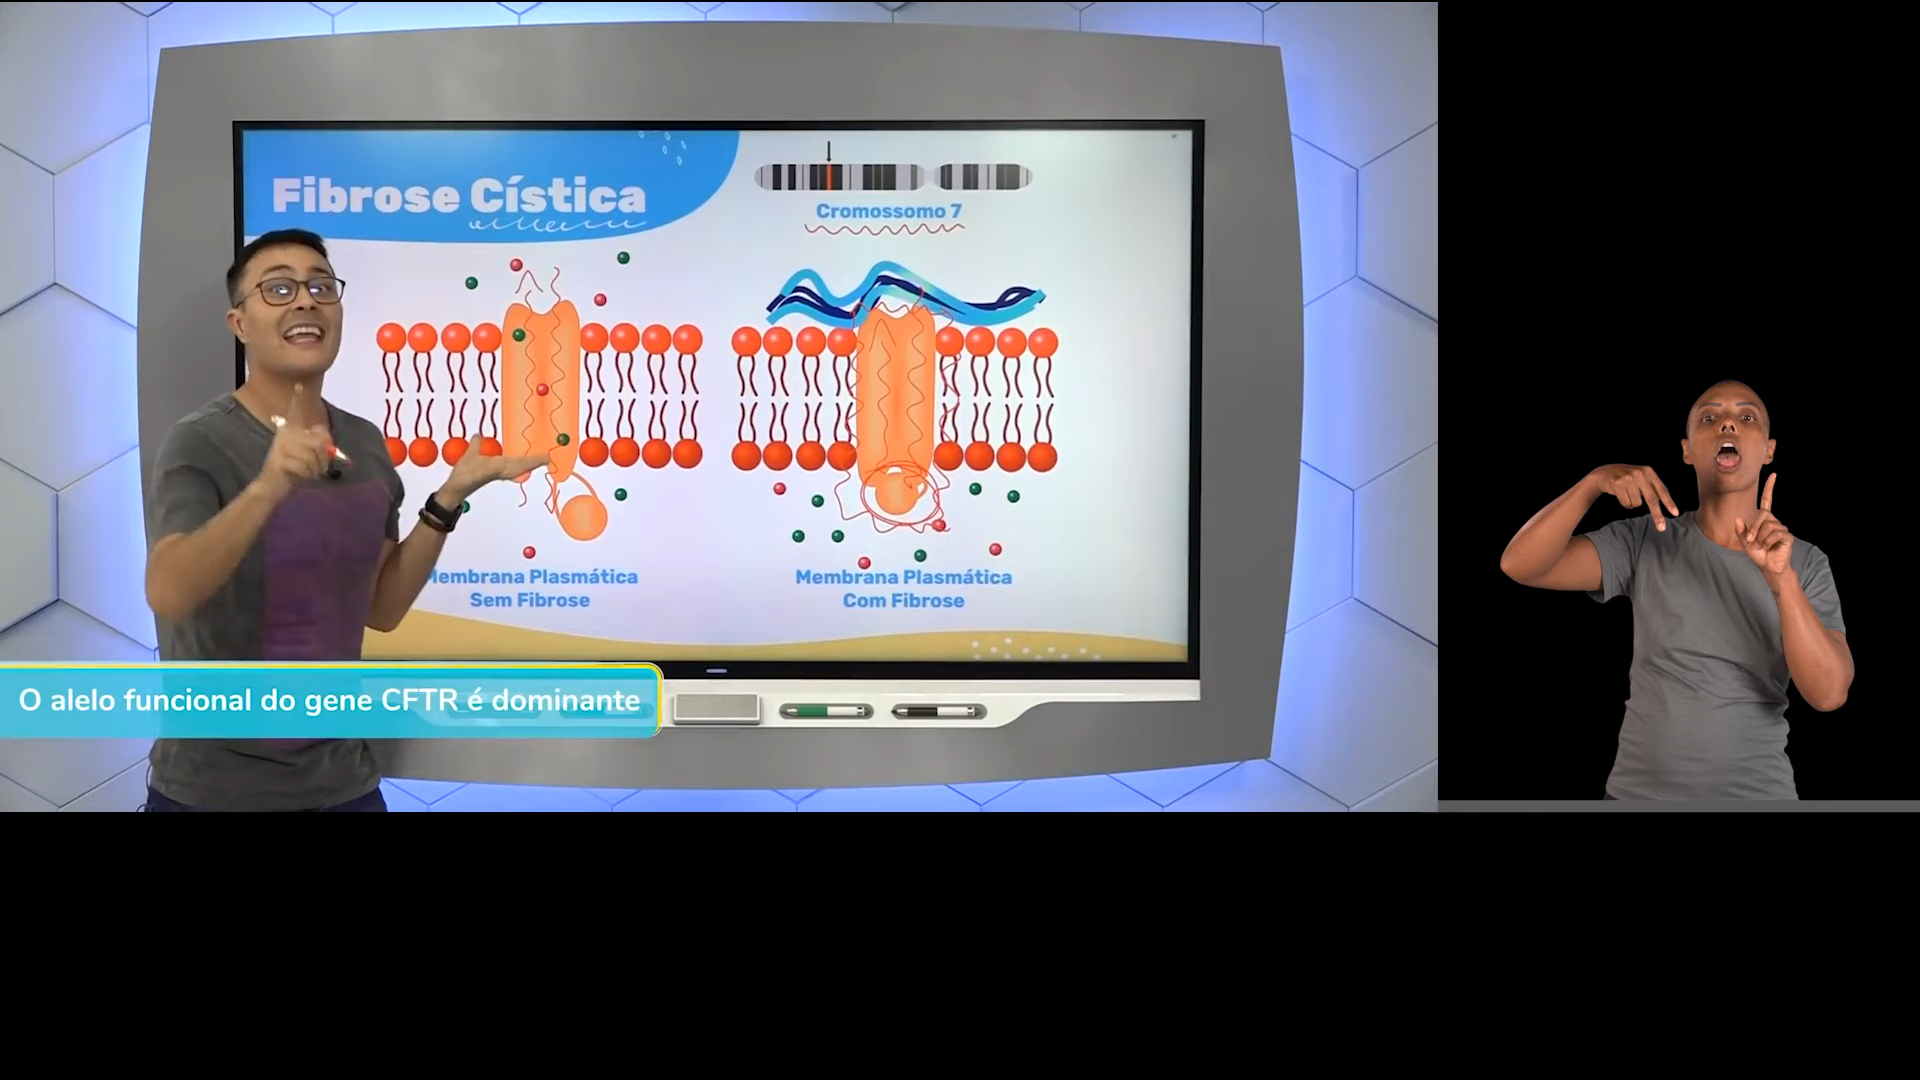 Fibrose Cística
Cromossomo 7
Membrana Plasmática
Sem Fibrose
Membrana Plasmática
Com Fibrose
O alelo funcional do gene CFTR é dominante